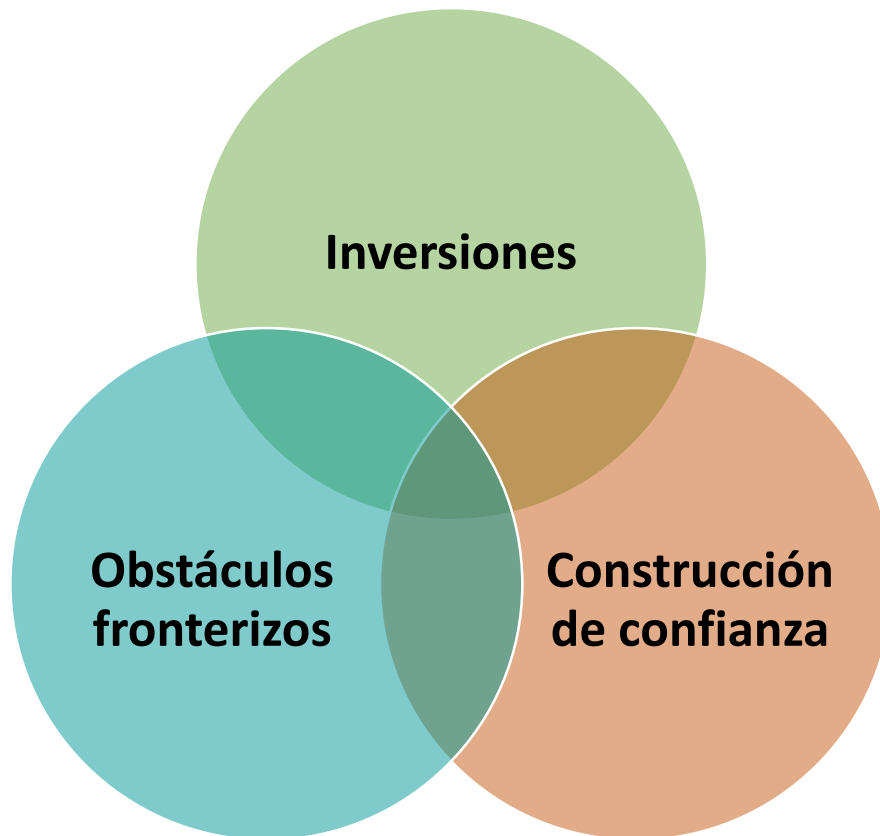 Inversiones
Obstáculos
fronterizos
Construcción
de confianza